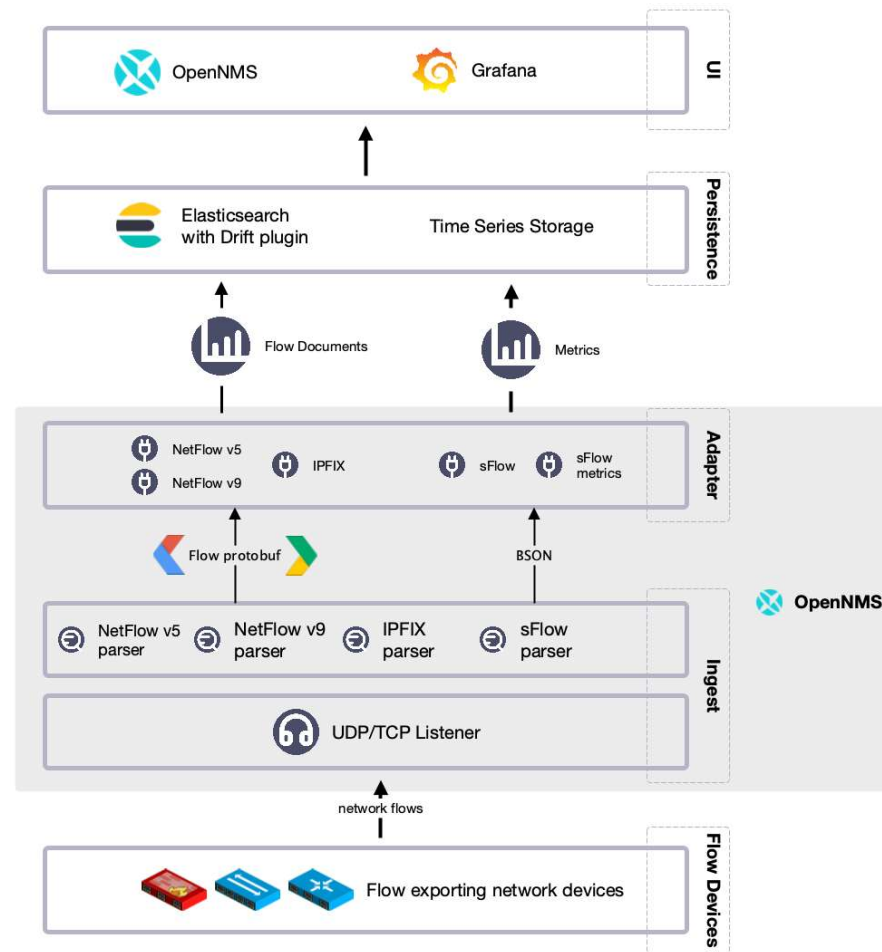 OpenNMS
Grafana
UI
Elasticsearch
with Drift plugin
Time Series Storage
Persistence
Flow Documents
Metrics
NetFlow v5
NetFlow v9
IPFIX
sFlow
sFlow
metrics
Adapter
Flow protobuf
BSON
NetFlow v5
parser
NetFlow v9
parser
IPFIX
parser
sFlow
parser
OpenNMS
UDP/TCP Listener
Ingest
network flows
Flow exporting network devices
Flow Devices